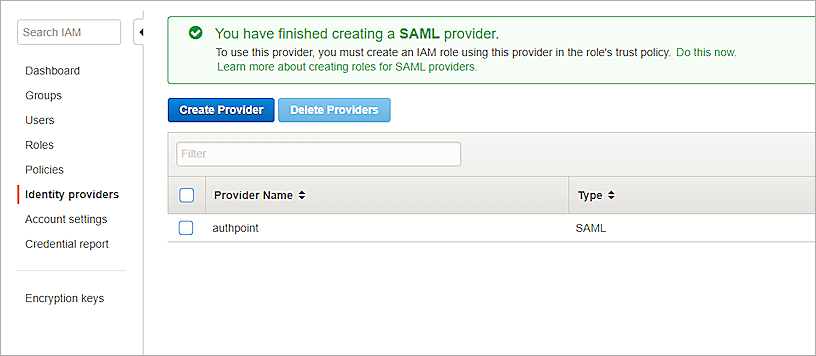 Search IAM
Dashboard
Groups
Users
Roles
Policies
Identity providers
Account settings
Credential report
Encryption keys
You have finished creating a SAML provider.
To use this provider, you must create an IAM role using this provider in the role's trust policy. Do this now.
Learn more about creating roles for SAML providers.
Create Provider Delete Providers
Filter
Provider Name Type
authpoint SAML